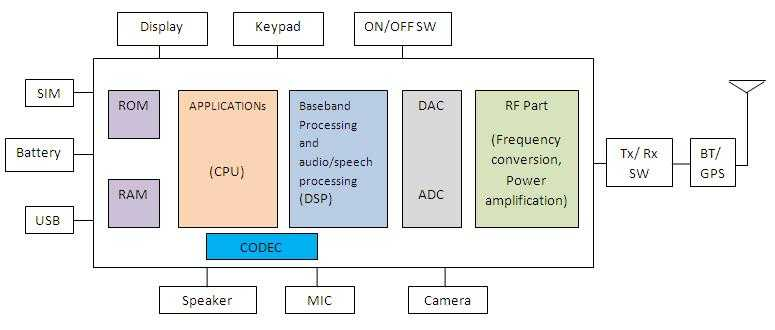 Display
Keypad
ON/OFF SW
SIM
Battery
USB
ROM
RAM
APPLICATIONs
(CPU)
Baseband
Processing
and
audio/speech
processing
(DSP)
DAC
ADC
RF Part
(Frequency
conversion,
Power
amplification)
CODEC
Tx/ Rx
SW
BT/
GPS
Speaker
MIC
Camera